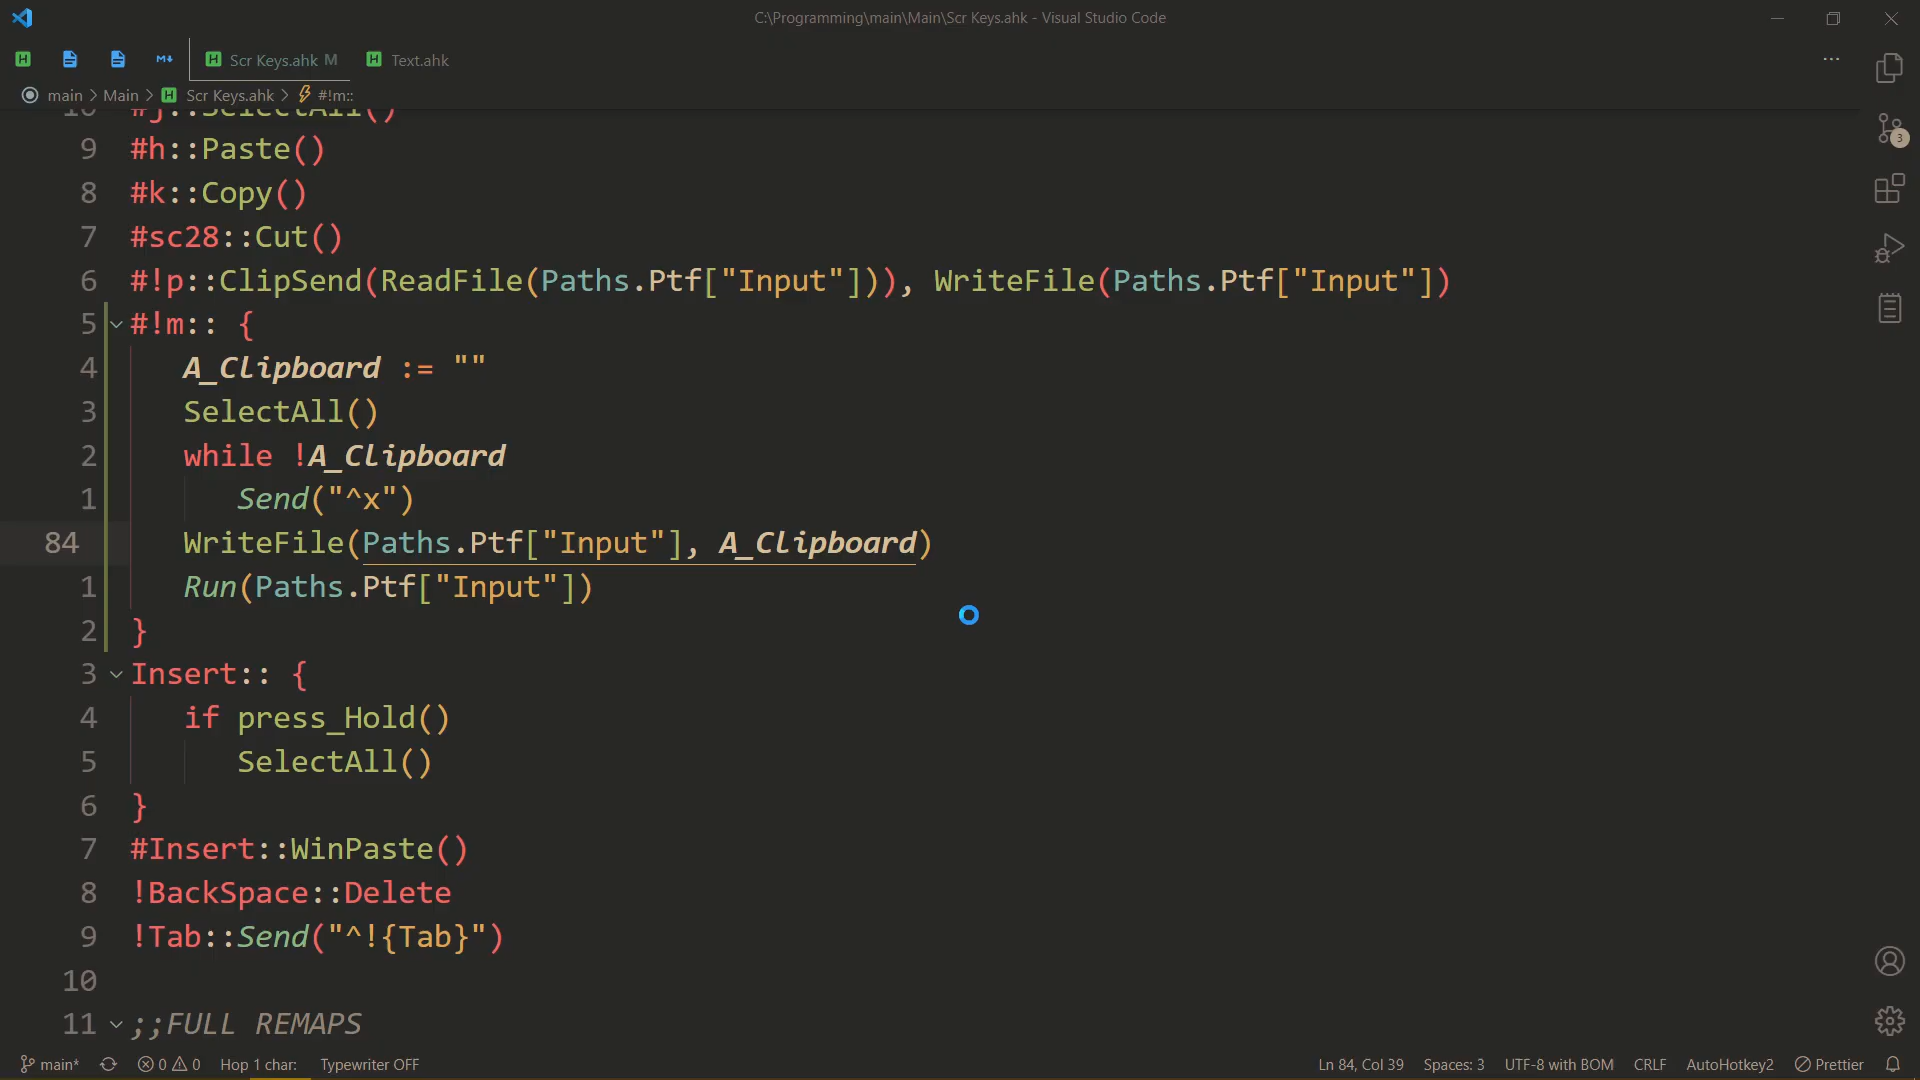 C:\Programming\main\Main\Scr Keys.ahk - Visual Studio Code
Scr Keys.ahk M
Text.ahk
main > Main > Scr Keys.ahk > #!m::
10 #j::SelectAll()
9 #h::Paste()
8 #k::Copy()
7 #sc28::Cut()
6 #!p::ClipSend(ReadFile(Paths.Ptf["Input"])), WriteFile(Paths.Ptf["Input"])
5 #!m:: {
4 A_Clipboard := ""
3 SelectAll()
2 while !A_Clipboard
1 Send("^x")
84 WriteFile(Paths.Ptf["Input"], A_Clipboard)
1 Run(Paths.Ptf["Input"])
2 }
3 Insert:: {
4 if press_Hold()
5 SelectAll()
6 }
7 #Insert::WinPaste()
8 !BackSpace::Delete
9 !Tab::Send("^!{Tab}")
10
11 ;;FULL REMAPS
3
main* 0 0 Hop 1 char: Typewriter OFF Ln 84, Col 39 Spaces: 3 UTF-8 with BOM CRLF AutoHotkey2 Prettier